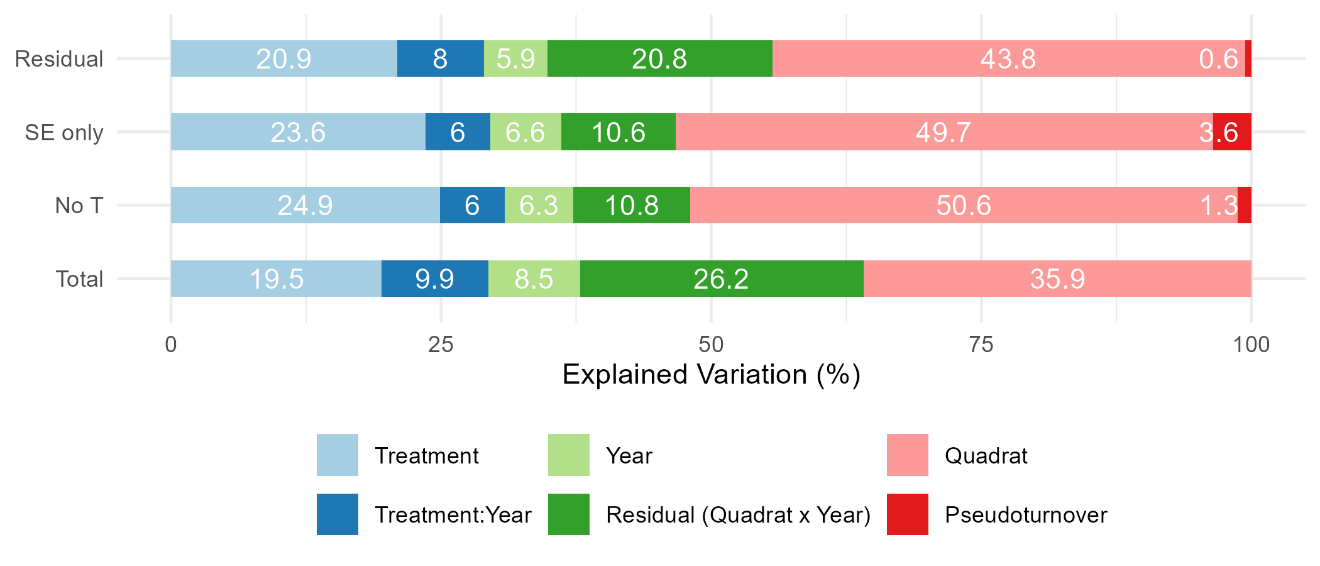 Residual 20.9 8 5.9 20.8 43.8 0.6
SE only 23.6 6 6.6 10.6 49.7 3.6
No T 24.9 6 6.3 10.8 50.6 1.3
Total 19.5 9.9 8.5 26.2 35.9
0 25 50 75 100
Explained Variation (%)
Treatment Year Quadrat
Treatment:Year Residual (Quadrat x Year) Pseudoturnover